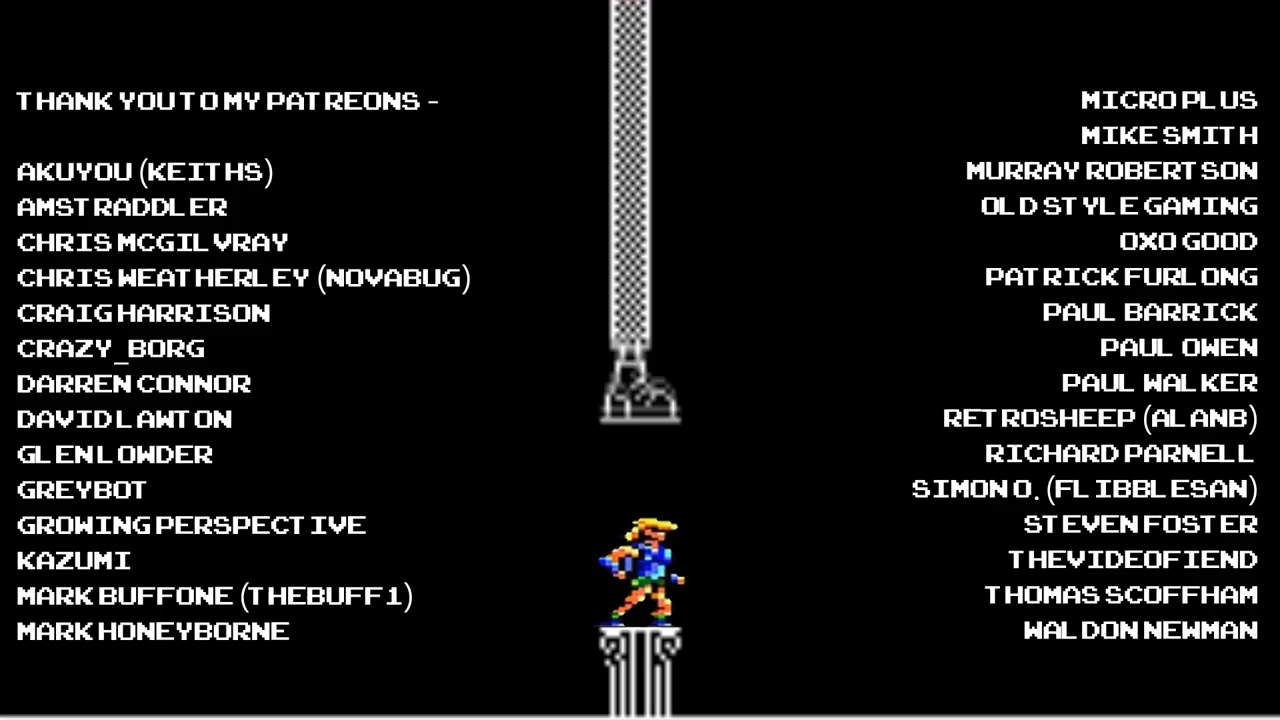 THANK YOU TO MY PATREONS -
AKUYOU (KEITHS)
AMSTRADDLER
CHRIS MCGILVRAY
CHRIS WEATHERLEY (NOVABUG)
CRAIG HARRISON
CRAZY_BORG
DARREN CONNOR
DAVID LAWTON
GLEN LOWDER
GREYBOT
GROWING PERSPECTIVE
KAZUMI
MARK BUFFONE (THEBUFF1)
MARK HONEYBORNE
MICRO PLUS
MIKE SMITH
MURRAY ROBERTSON
OLD STYLE GAMING
OXO GOOD
PATRICK FURLONG
PAUL BARRICK
PAUL OWEN
PAUL WALKER
RETROSHEEP (ALANB)
RICHARD PARNELL
SIMON O. (FLIBBLESAN)
STEVEN FOSTER
THEVIDEOFIEND
THOMAS SCOFFHAM
WALDON NEWMAN